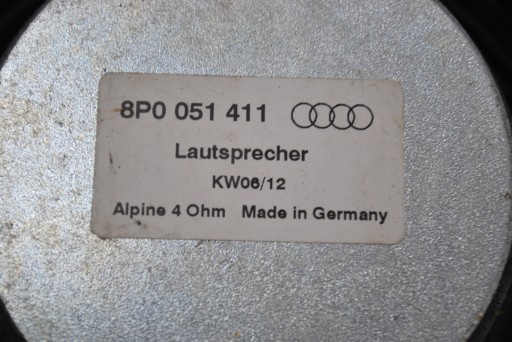 8P0 051 411
Lautsprecher
KW06/12
Alpine 4 Ohm Made in Germany